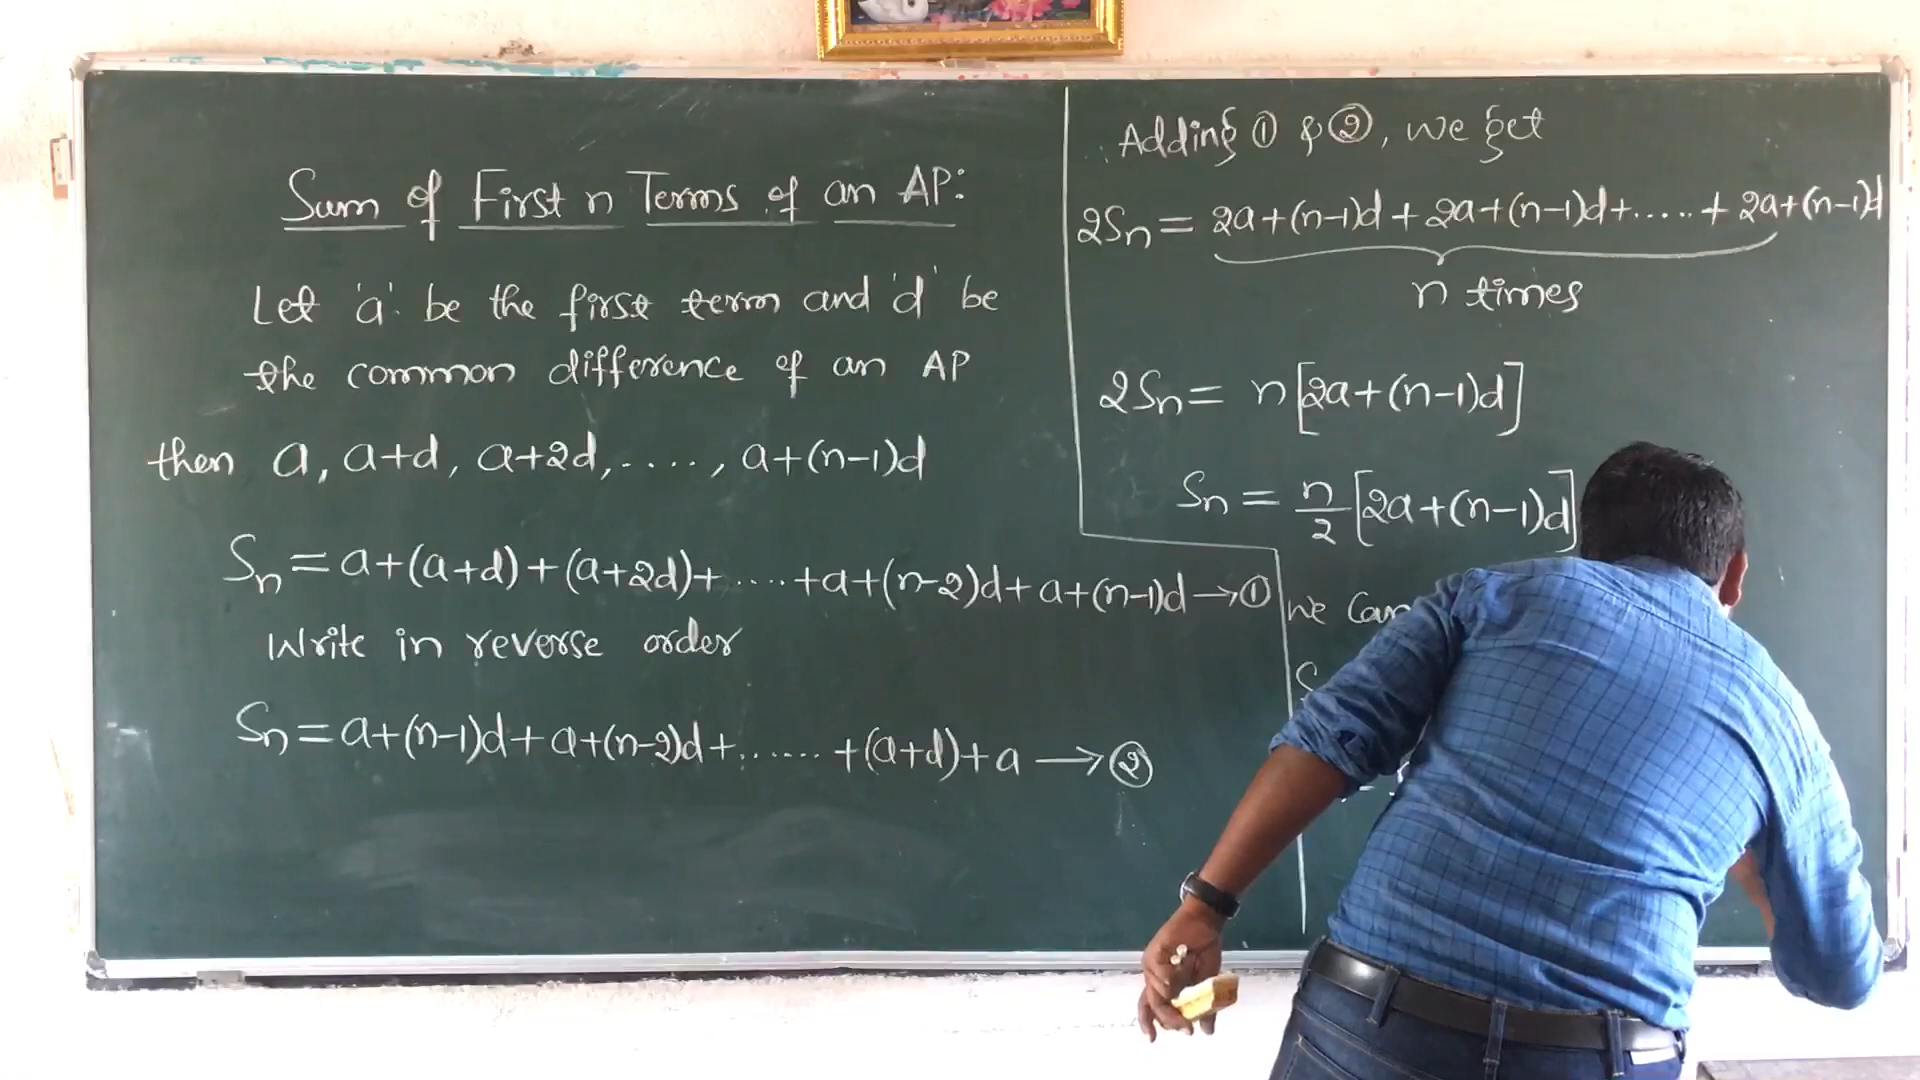 Sum of First n Terms of an AP:
Let 'a' be the first term and 'd' be
the common difference of an AP
then a, a+d, a+2d, ....., a+(n-1)d
Sn = a+(a+d)+(a+2d)+ ..... +a+(n-2)d+a+(n-1)d →①
Write in reverse order
Sn = a+(n-1)d+a+(n-2)d+....... +(a+d)+a →②
Adding ① & ②, we get
2Sn = 2a+(n-1)d+2a+(n-1)d+.....+2a+(n-1)d
n times
2Sn = n[2a+(n-1)d]
Sn = n/2 [2a+(n-1)d]
We Can
S